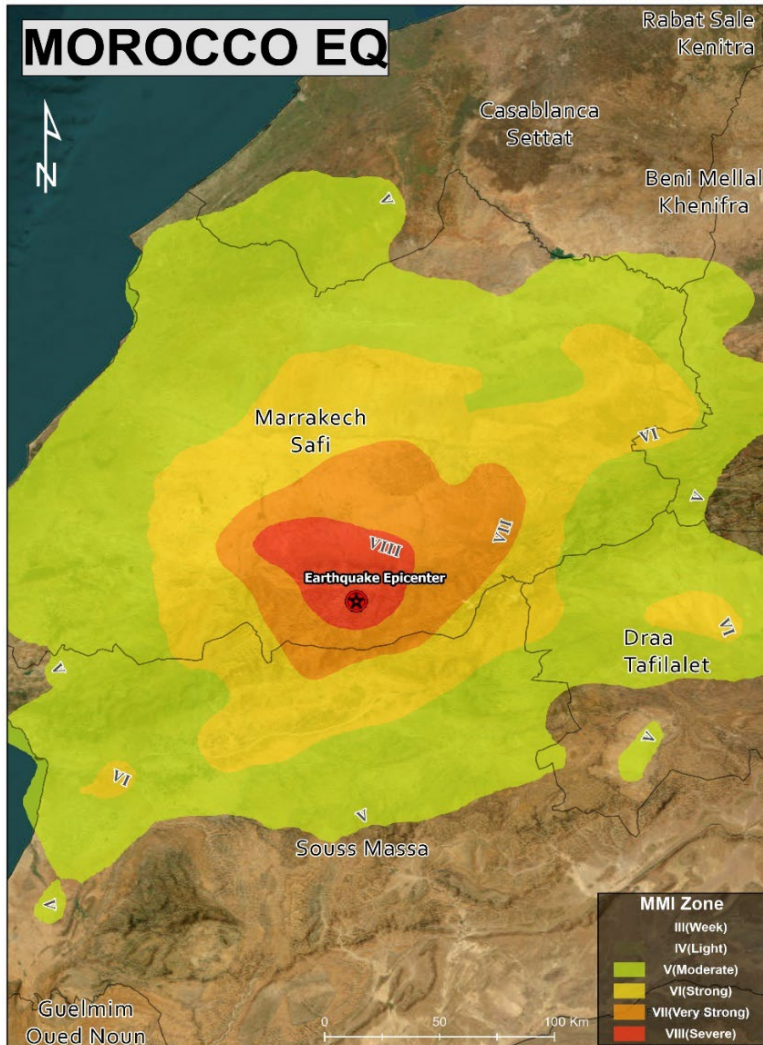 MOROCCO EQ
N
Rabat Sale
Kenitra
Casablanca
Settat
Beni Mellal
Khenifra
V
Marrakech
Safi
VI
V
VII
VIII
Earthquake Epicenter
VI
Draa
Tafilalet
V
V
VI
V
Souss Massa
V
Guelmim
Oued Noun
0 50 100 Km
MMI Zone
III(Week)
IV(Light)
V(Moderate)
VI(Strong)
VII(Very Strong)
VIII(Severe)